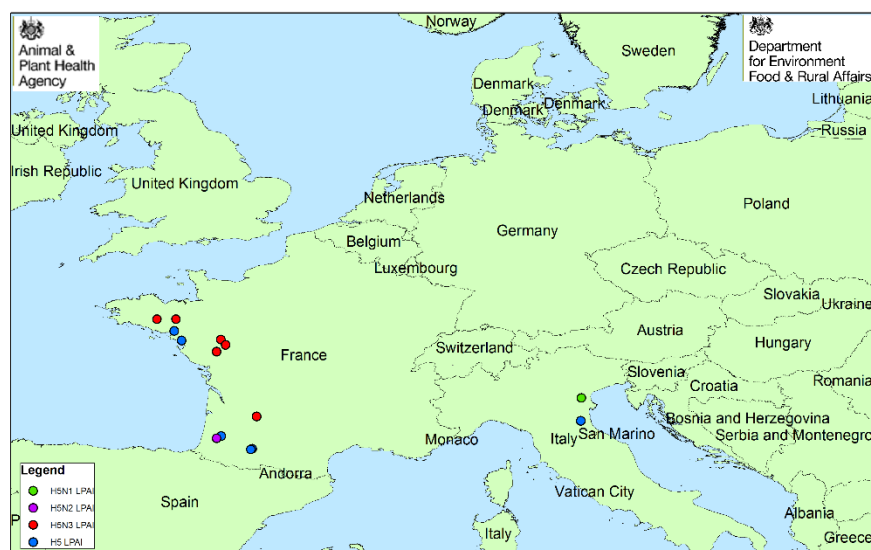 Animal &
Plant Health
Agency
Norway
Sweden
Department
for Environment
Food & Rural Affairs
Denmark
Denmark
Denmark
Lithuania
Russia
United Kingdom
Irish Republic
United Kingdom
Netherlands
Poland
Germany
Belgium
Luxembourg
Czech Republic
Slovakia
Ukraine
Austria
Hungary
France
Switzerland
Slovenia
Croatia
Romania
Bosnia and Herzegovina
Serbia and Montenegro
Monaco
Italy
San Marino
Andorra
Spain
Vatican City
Albania
Italy
Greece
P
Legend
H5N1 LPAI
H5N2 LPAI
H5N3 LPAI
H5 LPAI